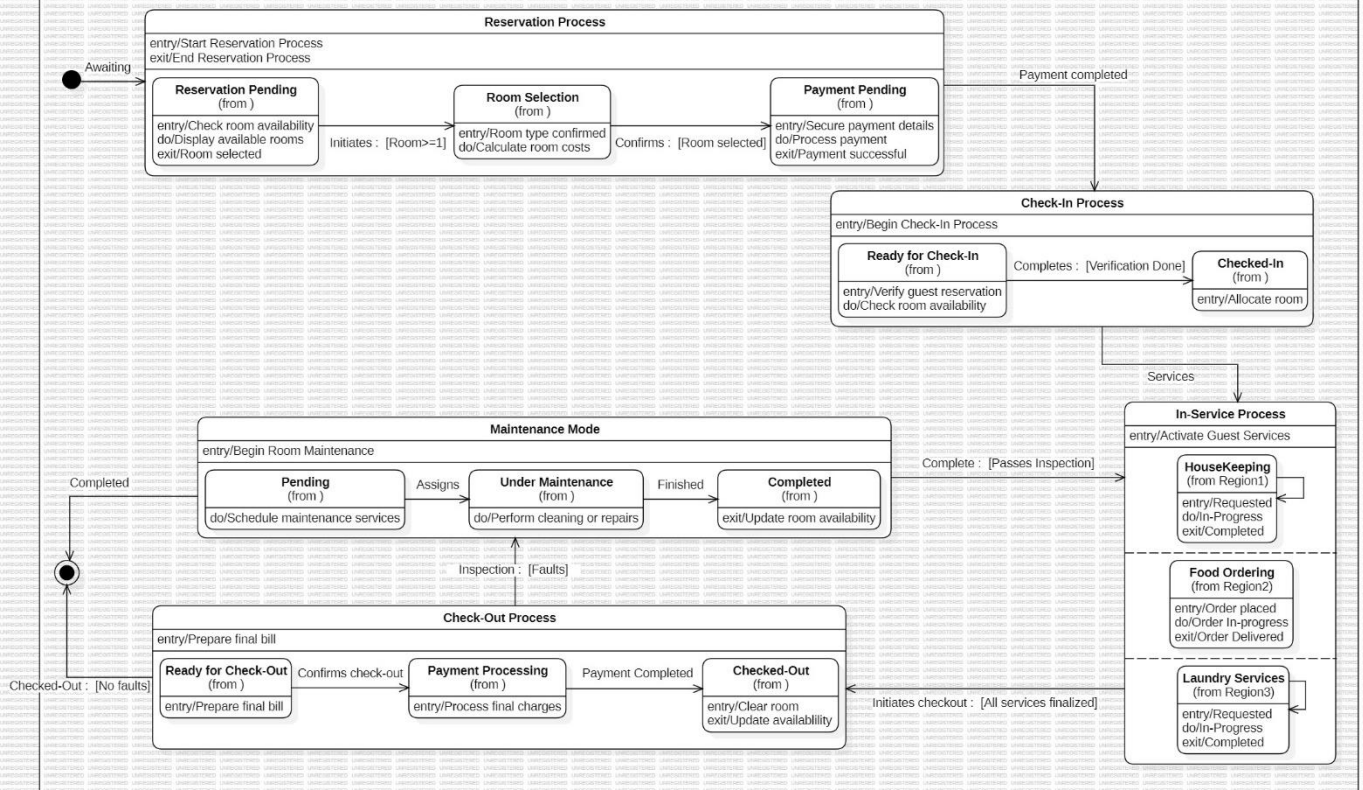 Reservation Process
entry/Start Reservation Process
exit/End Reservation Process
Awaiting
Reservation Pending
(from )
entry/Check room availability
do/Display available rooms
exit/Room selected
Initiates : [Room>=1]
Room Selection
(from )
entry/Room type confirmed
do/Calculate room costs
Confirms : [Room selected]
Payment Pending
(from )
entry/Secure payment details
do/Process payment
exit/Payment successful
Payment completed
Check-In Process
entry/Begin Check-In Process
Ready for Check-In
(from )
entry/Verify guest reservation
do/Check room availability
Completes : [Verification Done]
Checked-In
(from )
entry/Allocate room
Services
In-Service Process
entry/Activate Guest Services
HouseKeeping
(from Region1)
entry/Requested
do/In-Progress
exit/Completed
Food Ordering
(from Region2)
entry/Order placed
do/Order In-progress
exit/Order Delivered
Laundry Services
(from Region3)
entry/Requested
do/In-Progress
exit/Completed
Maintenance Mode
entry/Begin Room Maintenance
Pending
(from )
do/Schedule maintenance services
Assigns
Under Maintenance
(from )
do/Perform cleaning or repairs
Finished
Completed
(from )
exit/Update room availability
Complete : [Passes Inspection]
Completed
Inspection : [Faults]
Check-Out Process
entry/Prepare final bill
Ready for Check-Out
(from )
entry/Prepare final bill
Confirms check-out
Payment Processing
(from )
entry/Process final charges
Payment Completed
Checked-Out
(from )
entry/Clear room
exit/Update availablility
Initiates checkout : [All services finalized]
Checked-Out : [No faults]